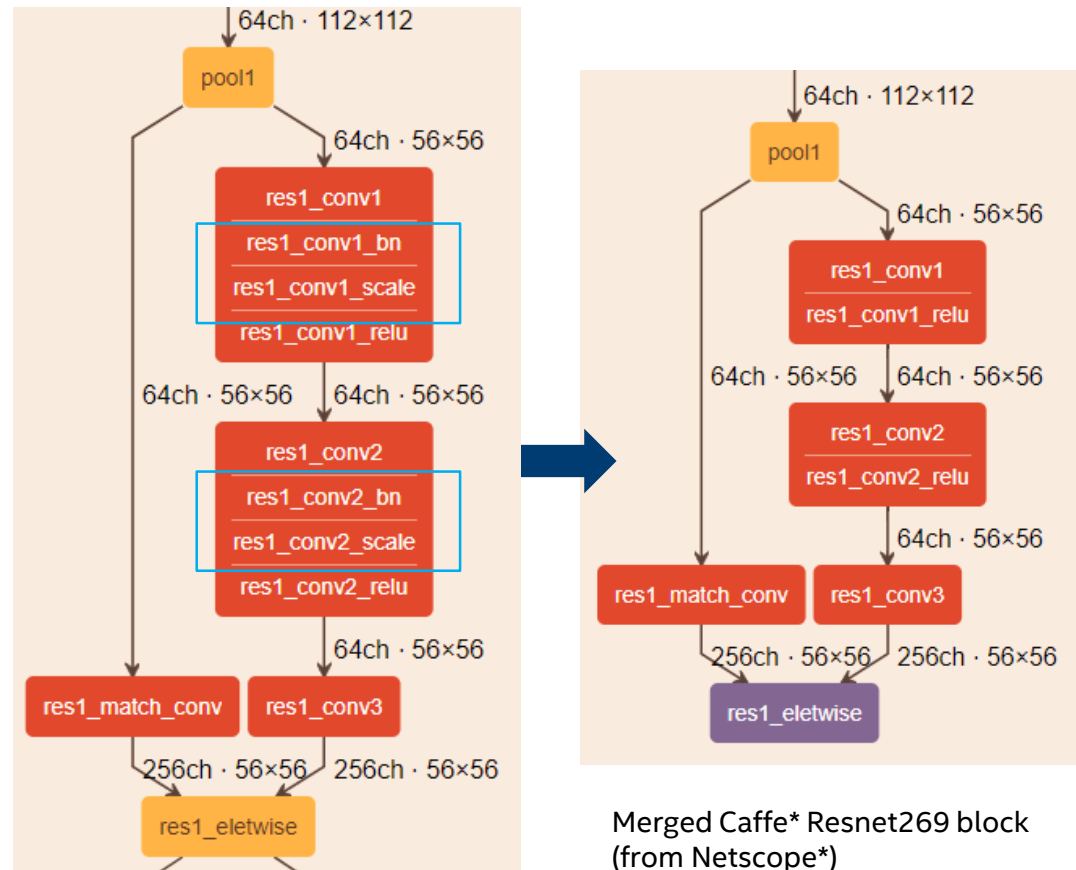 64ch · 112×112
pool1
64ch · 56×56
res1_conv1
res1_conv1_bn
res1_conv1_scale
res1_conv1_relu
64ch · 56×56
64ch · 56×56
res1_conv2
res1_conv2_bn
res1_conv2_scale
res1_conv2_relu
64ch · 56×56
res1_match_conv
res1_conv3
256ch · 56×56
256ch · 56×56
res1_eletwise
64ch · 112×112
pool1
64ch · 56×56
res1_conv1
res1_conv1_relu
64ch · 56×56
64ch · 56×56
res1_conv2
res1_conv2_relu
64ch · 56×56
res1_match_conv
res1_conv3
256ch · 56×56
256ch · 56×56
res1_eletwise
Merged Caffe* Resnet269 block
(from Netscope*)